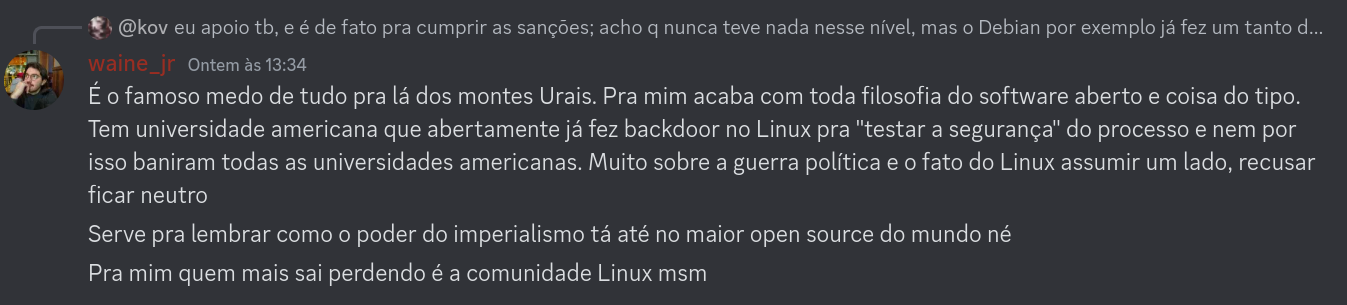 @kov eu apoio tb, e é de fato pra cumprir as sanções; acho q nunca teve nada nesse nível, mas o Debian por exemplo já fez um tanto d...
waine_jr Ontem às 13:34
É o famoso medo de tudo pra lá dos montes Urais. Pra mim acaba com toda filosofia do software aberto e coisa do tipo.
Tem universidade americana que abertamente já fez backdoor no Linux pra "testar a segurança" do processo e nem por
isso baniram todas as universidades americanas. Muito sobre a guerra política e o fato do Linux assumir um lado, recusar
ficar neutro
Serve pra lembrar como o poder do imperialismo tá até no maior open source do mundo né
Pra mim quem mais sai perdendo é a comunidade Linux msm